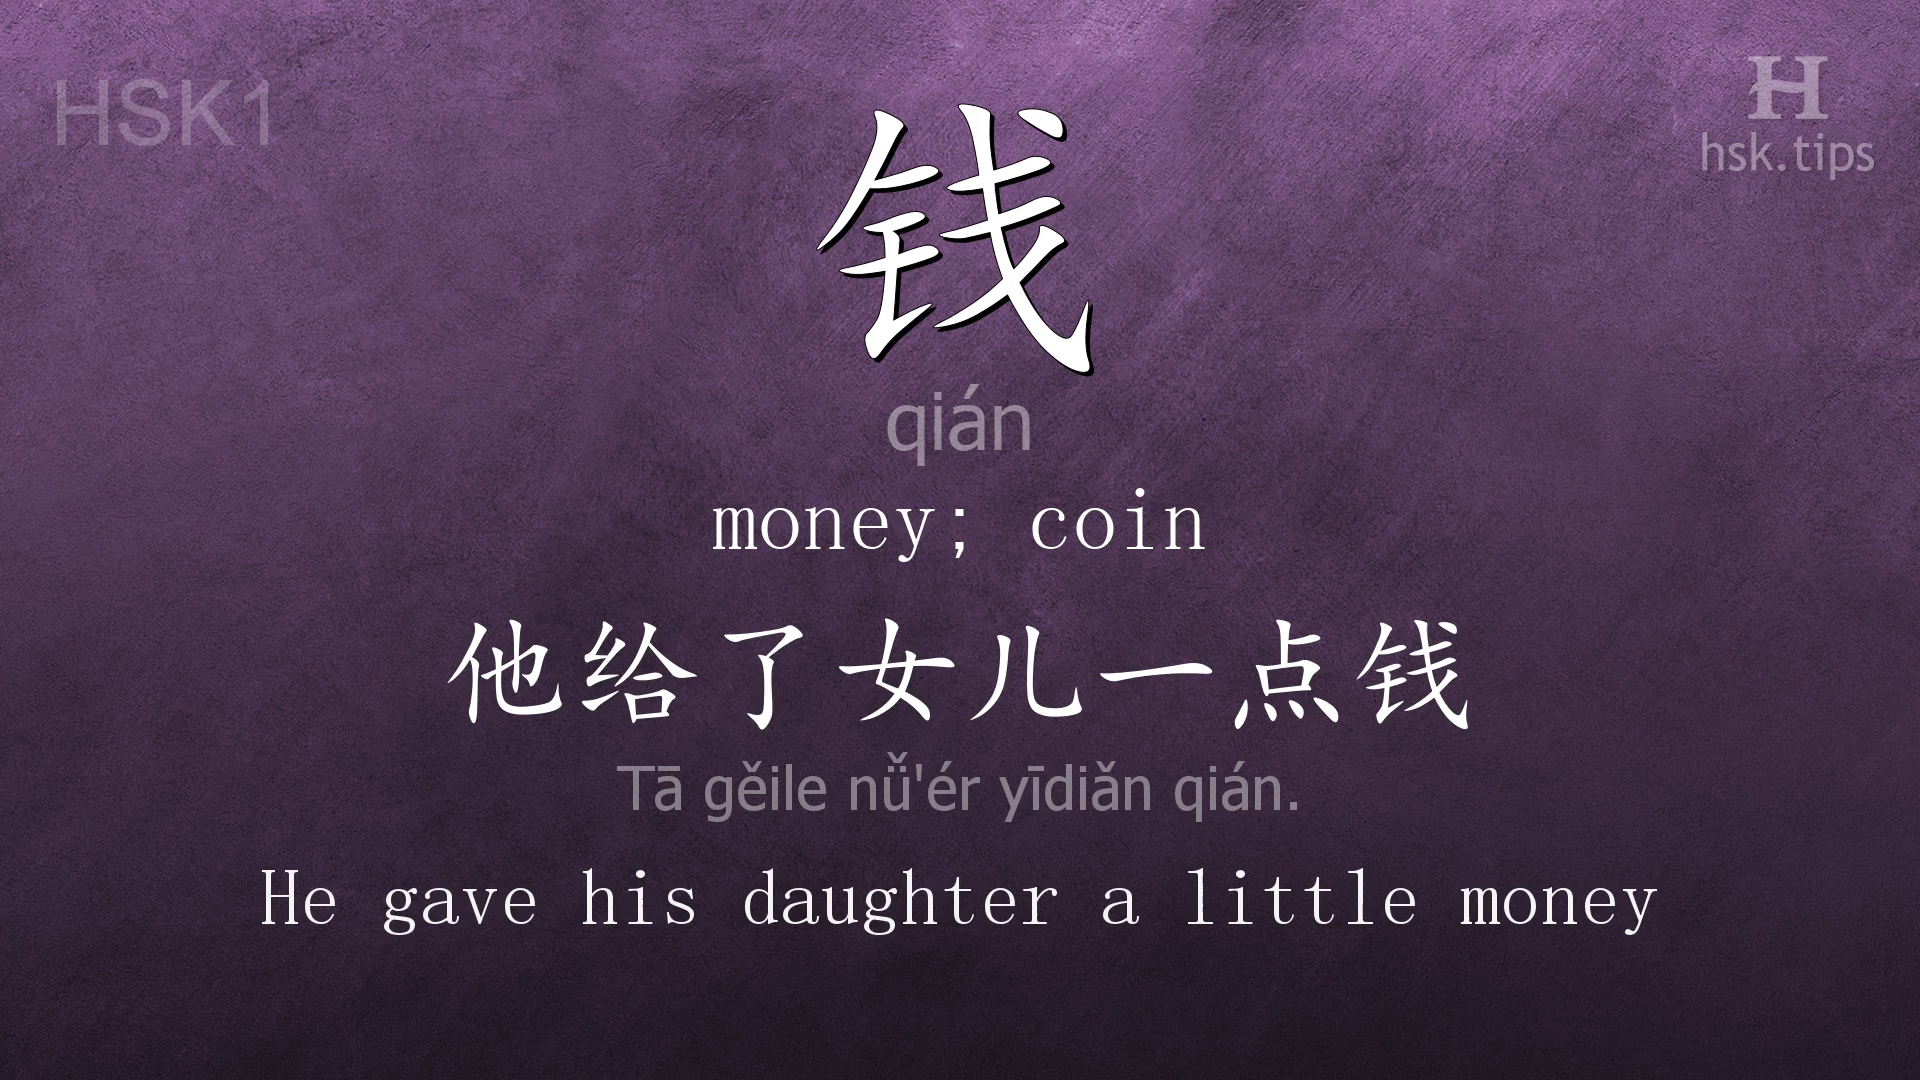 HSK1
H
hsk.tips
钱
qián
money; coin
他给了女儿一点钱
Tā gěile nǚ'ér yīdiǎn qián.
He gave his daughter a little money